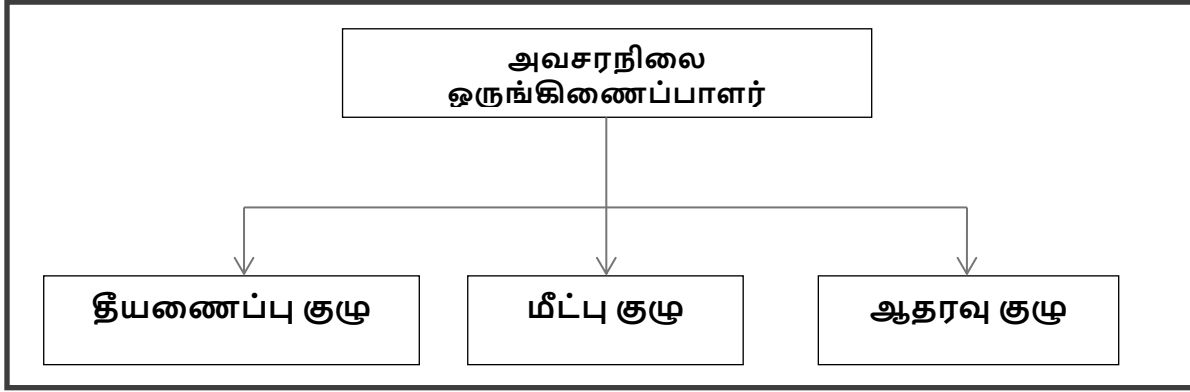 அவசரநிலை
ஒருங்கிணைப்பாளர்
தீயணைப்பு குழு
மீட்பு குழு
ஆதரவு குழு